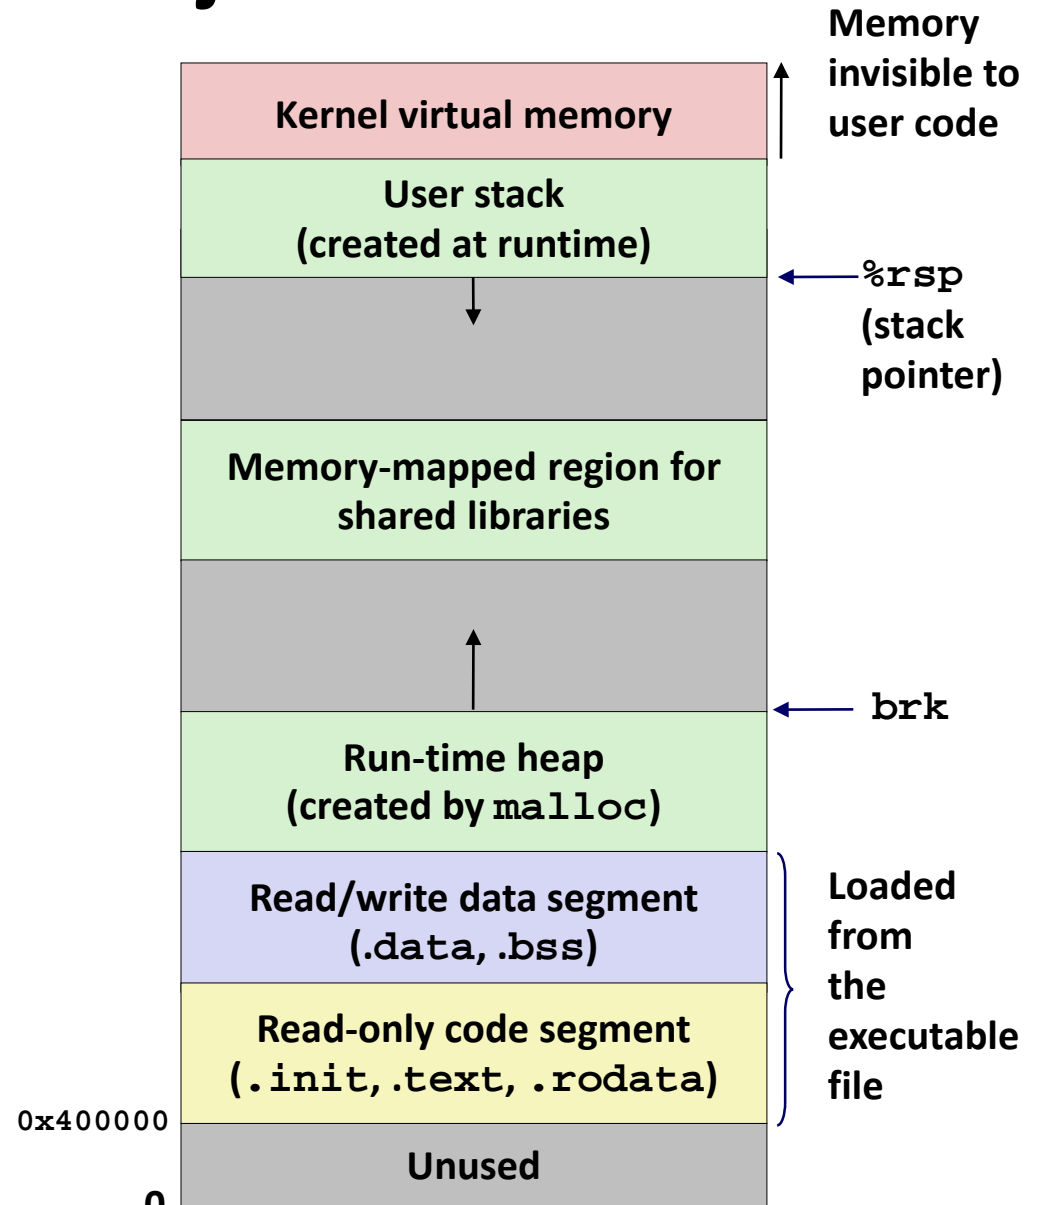 Memory
invisible to
user code
Kernel virtual memory
User stack
(created at runtime)
%rsp
(stack
pointer)
Memory-mapped region for
shared libraries
brk
Run-time heap
(created by malloc)
Read/write data segment
(.data, .bss)
Loaded
from
the
executable
file
Read-only code segment
(.init, .text, .rodata)
0x400000
Unused
0